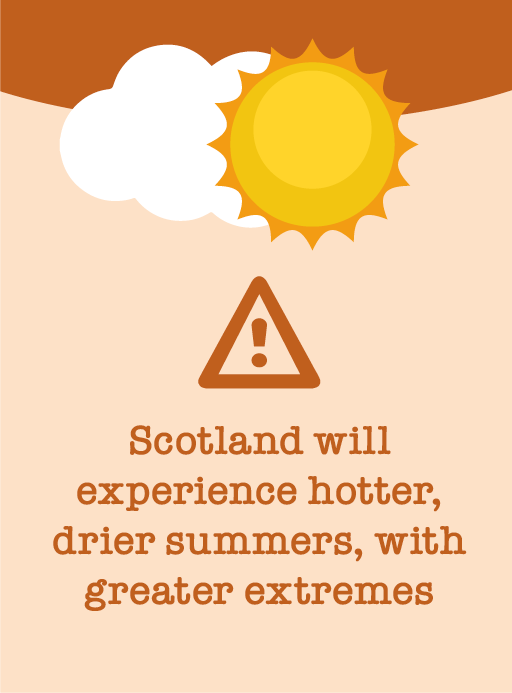 Scotland will
experience hotter,
drier summers, with
greater extremes